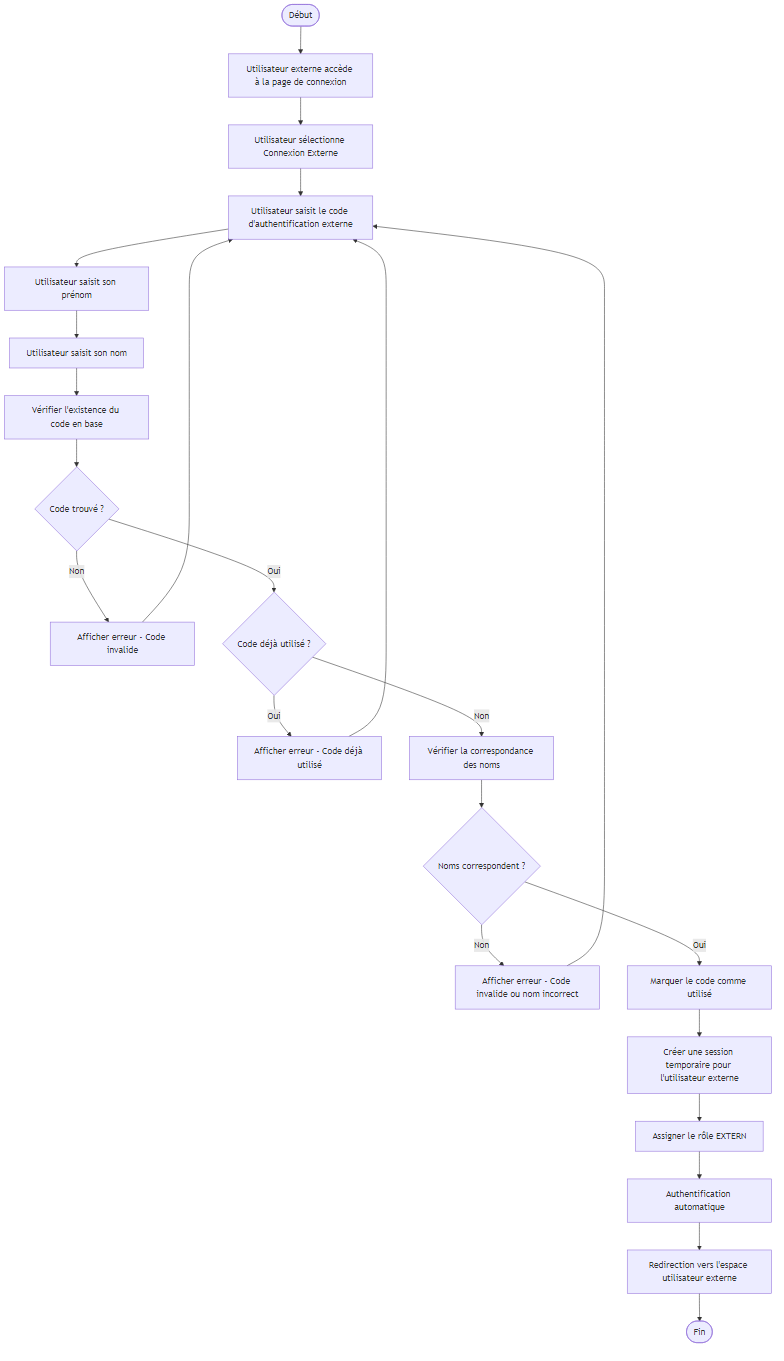 Début
Utilisateur externe accède
à la page de connexion
Utilisateur sélectionne
Connexion Externe
Utilisateur saisit le code
d'authentification externe
Utilisateur saisit son
prénom
Utilisateur saisit son nom
Vérifier l'existence du
code en base
Code trouvé ?
Non
Oui
Afficher erreur - Code
invalide
Code déjà utilisé ?
Oui
Non
Afficher erreur - Code déjà
utilisé
Vérifier la correspondance
des noms
Noms correspondent ?
Non
Oui
Afficher erreur - Code
invalide ou nom incorrect
Marquer le code comme
utilisé
Créer une session
temporaire pour
l'utilisateur externe
Assigner le rôle EXTERN
Authentification
automatique
Redirection vers l'espace
utilisateur externe
Fin